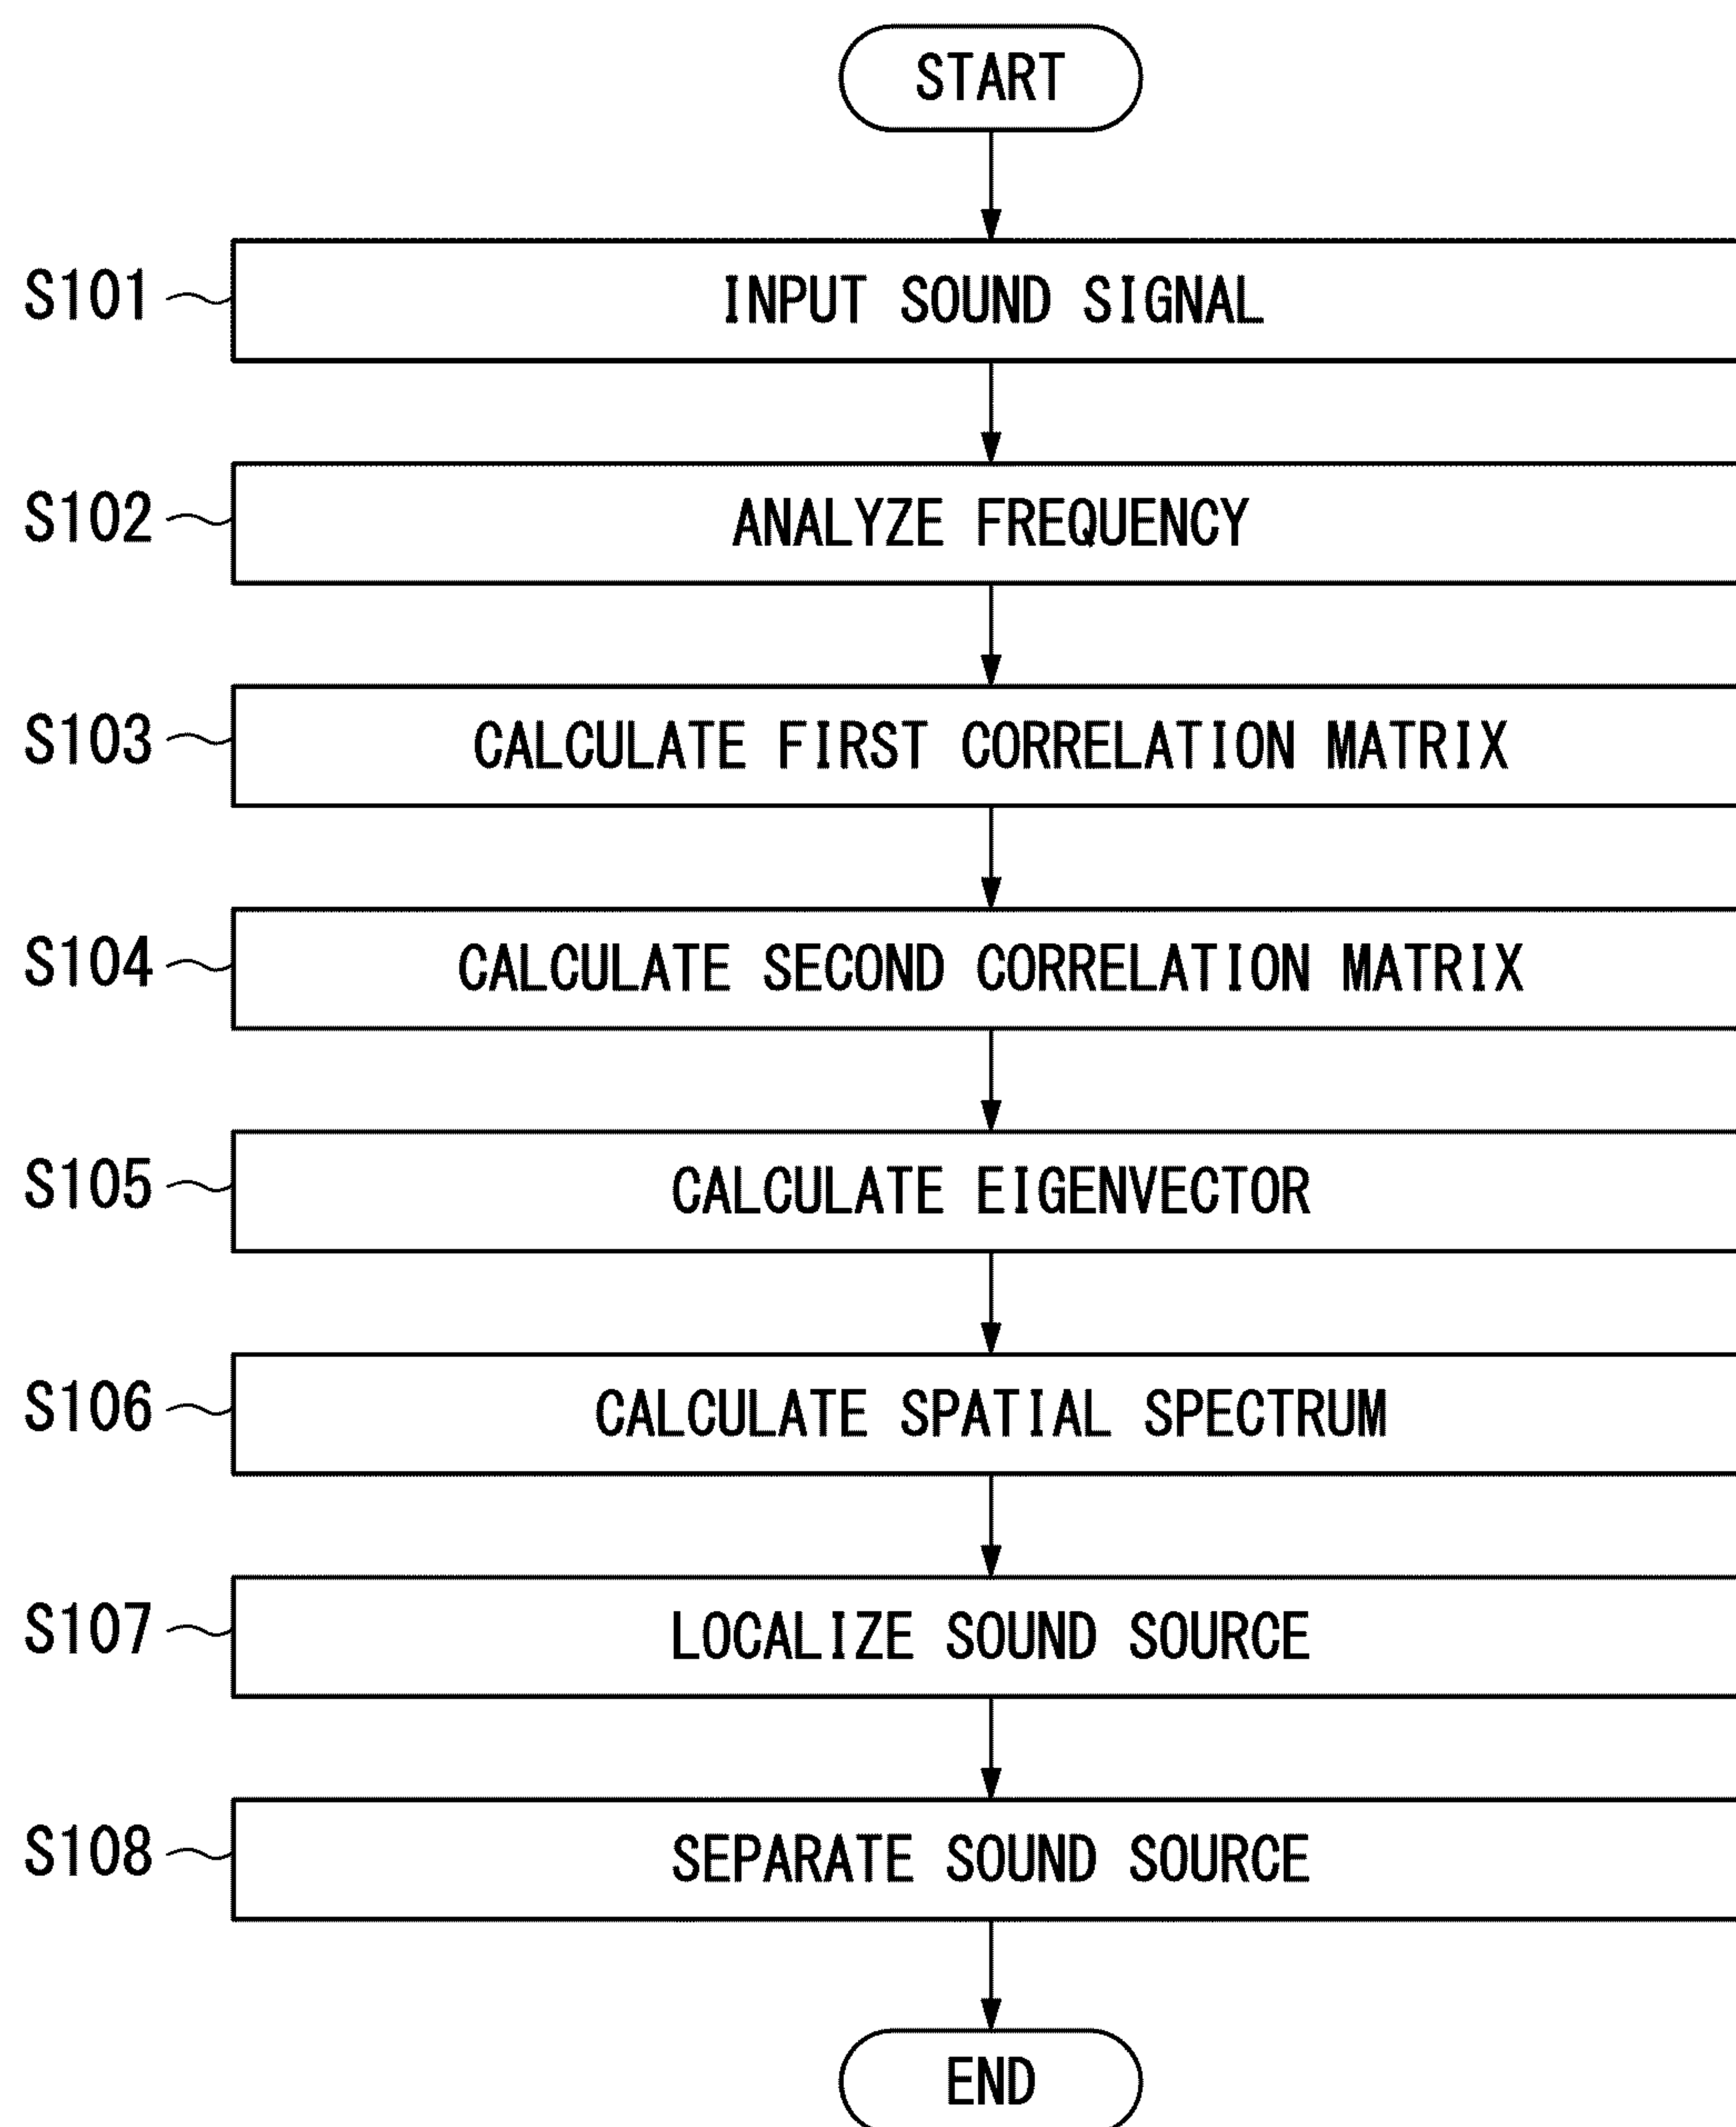 START
S101 INPUT SOUND SIGNAL
S102 ANALYZE FREQUENCY
S103 CALCULATE FIRST CORRELATION MATRIX
S104 CALCULATE SECOND CORRELATION MATRIX
S105 CALCULATE EIGENVECTOR
S106 CALCULATE SPATIAL SPECTRUM
S107 LOCALIZE SOUND SOURCE
S108 SEPARATE SOUND SOURCE
END